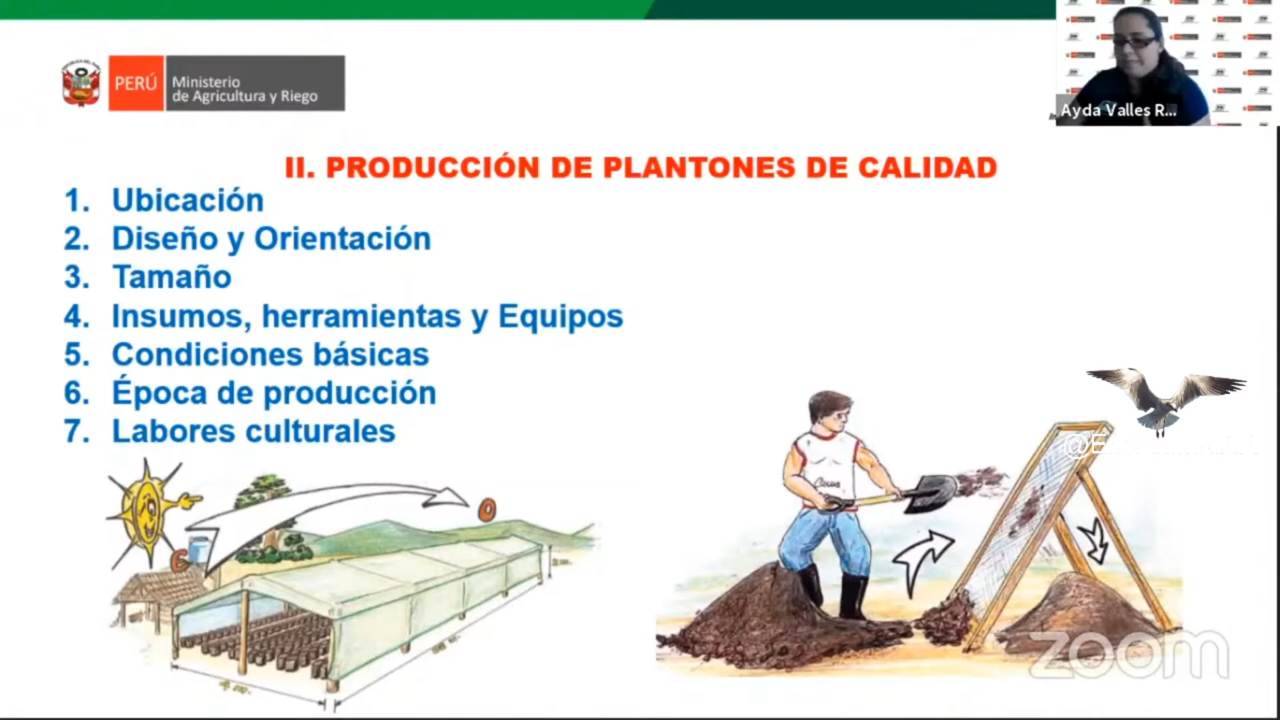 PERÚ
Ministerio
de Agricultura y Riego
Ayda Valles R...
II. PRODUCCIÓN DE PLANTONES DE CALIDAD
1. Ubicación
2. Diseño y Orientación
3. Tamaño
4. Insumos, herramientas y Equipos
5. Condiciones básicas
6. Época de producción
7. Labores culturales
zoom